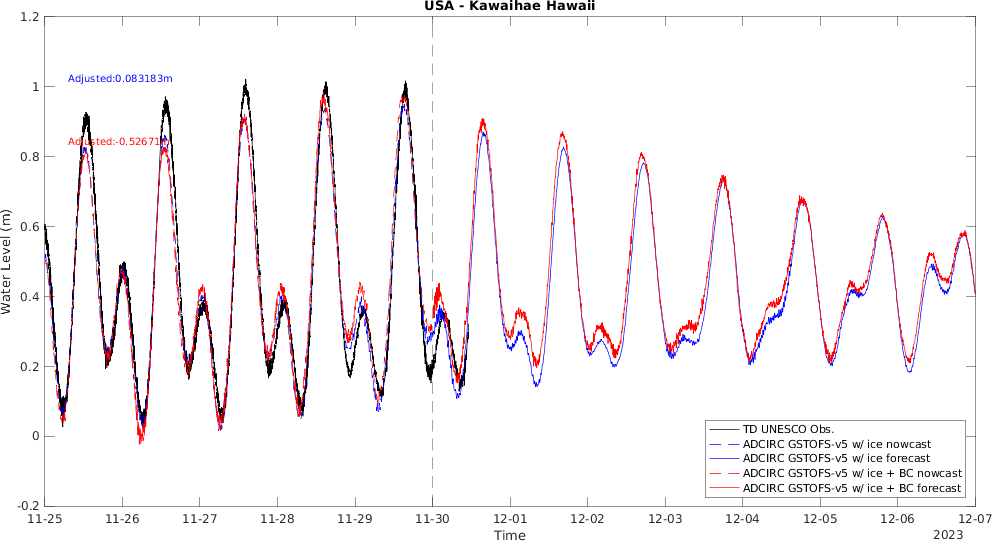 USA - Kawaihae Hawaii
1.2
1
0.8
0.6
0.4
0.2
0
-0.2
Water Level (m)
Adjusted:0.083183m
Adjusted:-0.52671m
11-25 11-26 11-27 11-28 11-29 11-30 12-01 12-02 12-03 12-04 12-05 12-06 12-07
Time
2023
TD UNESCO Obs.
ADCIRC GSTOFS-v5 w/ ice nowcast
ADCIRC GSTOFS-v5 w/ ice forecast
ADCIRC GSTOFS-v5 w/ ice + BC nowcast
ADCIRC GSTOFS-v5 w/ ice + BC forecast